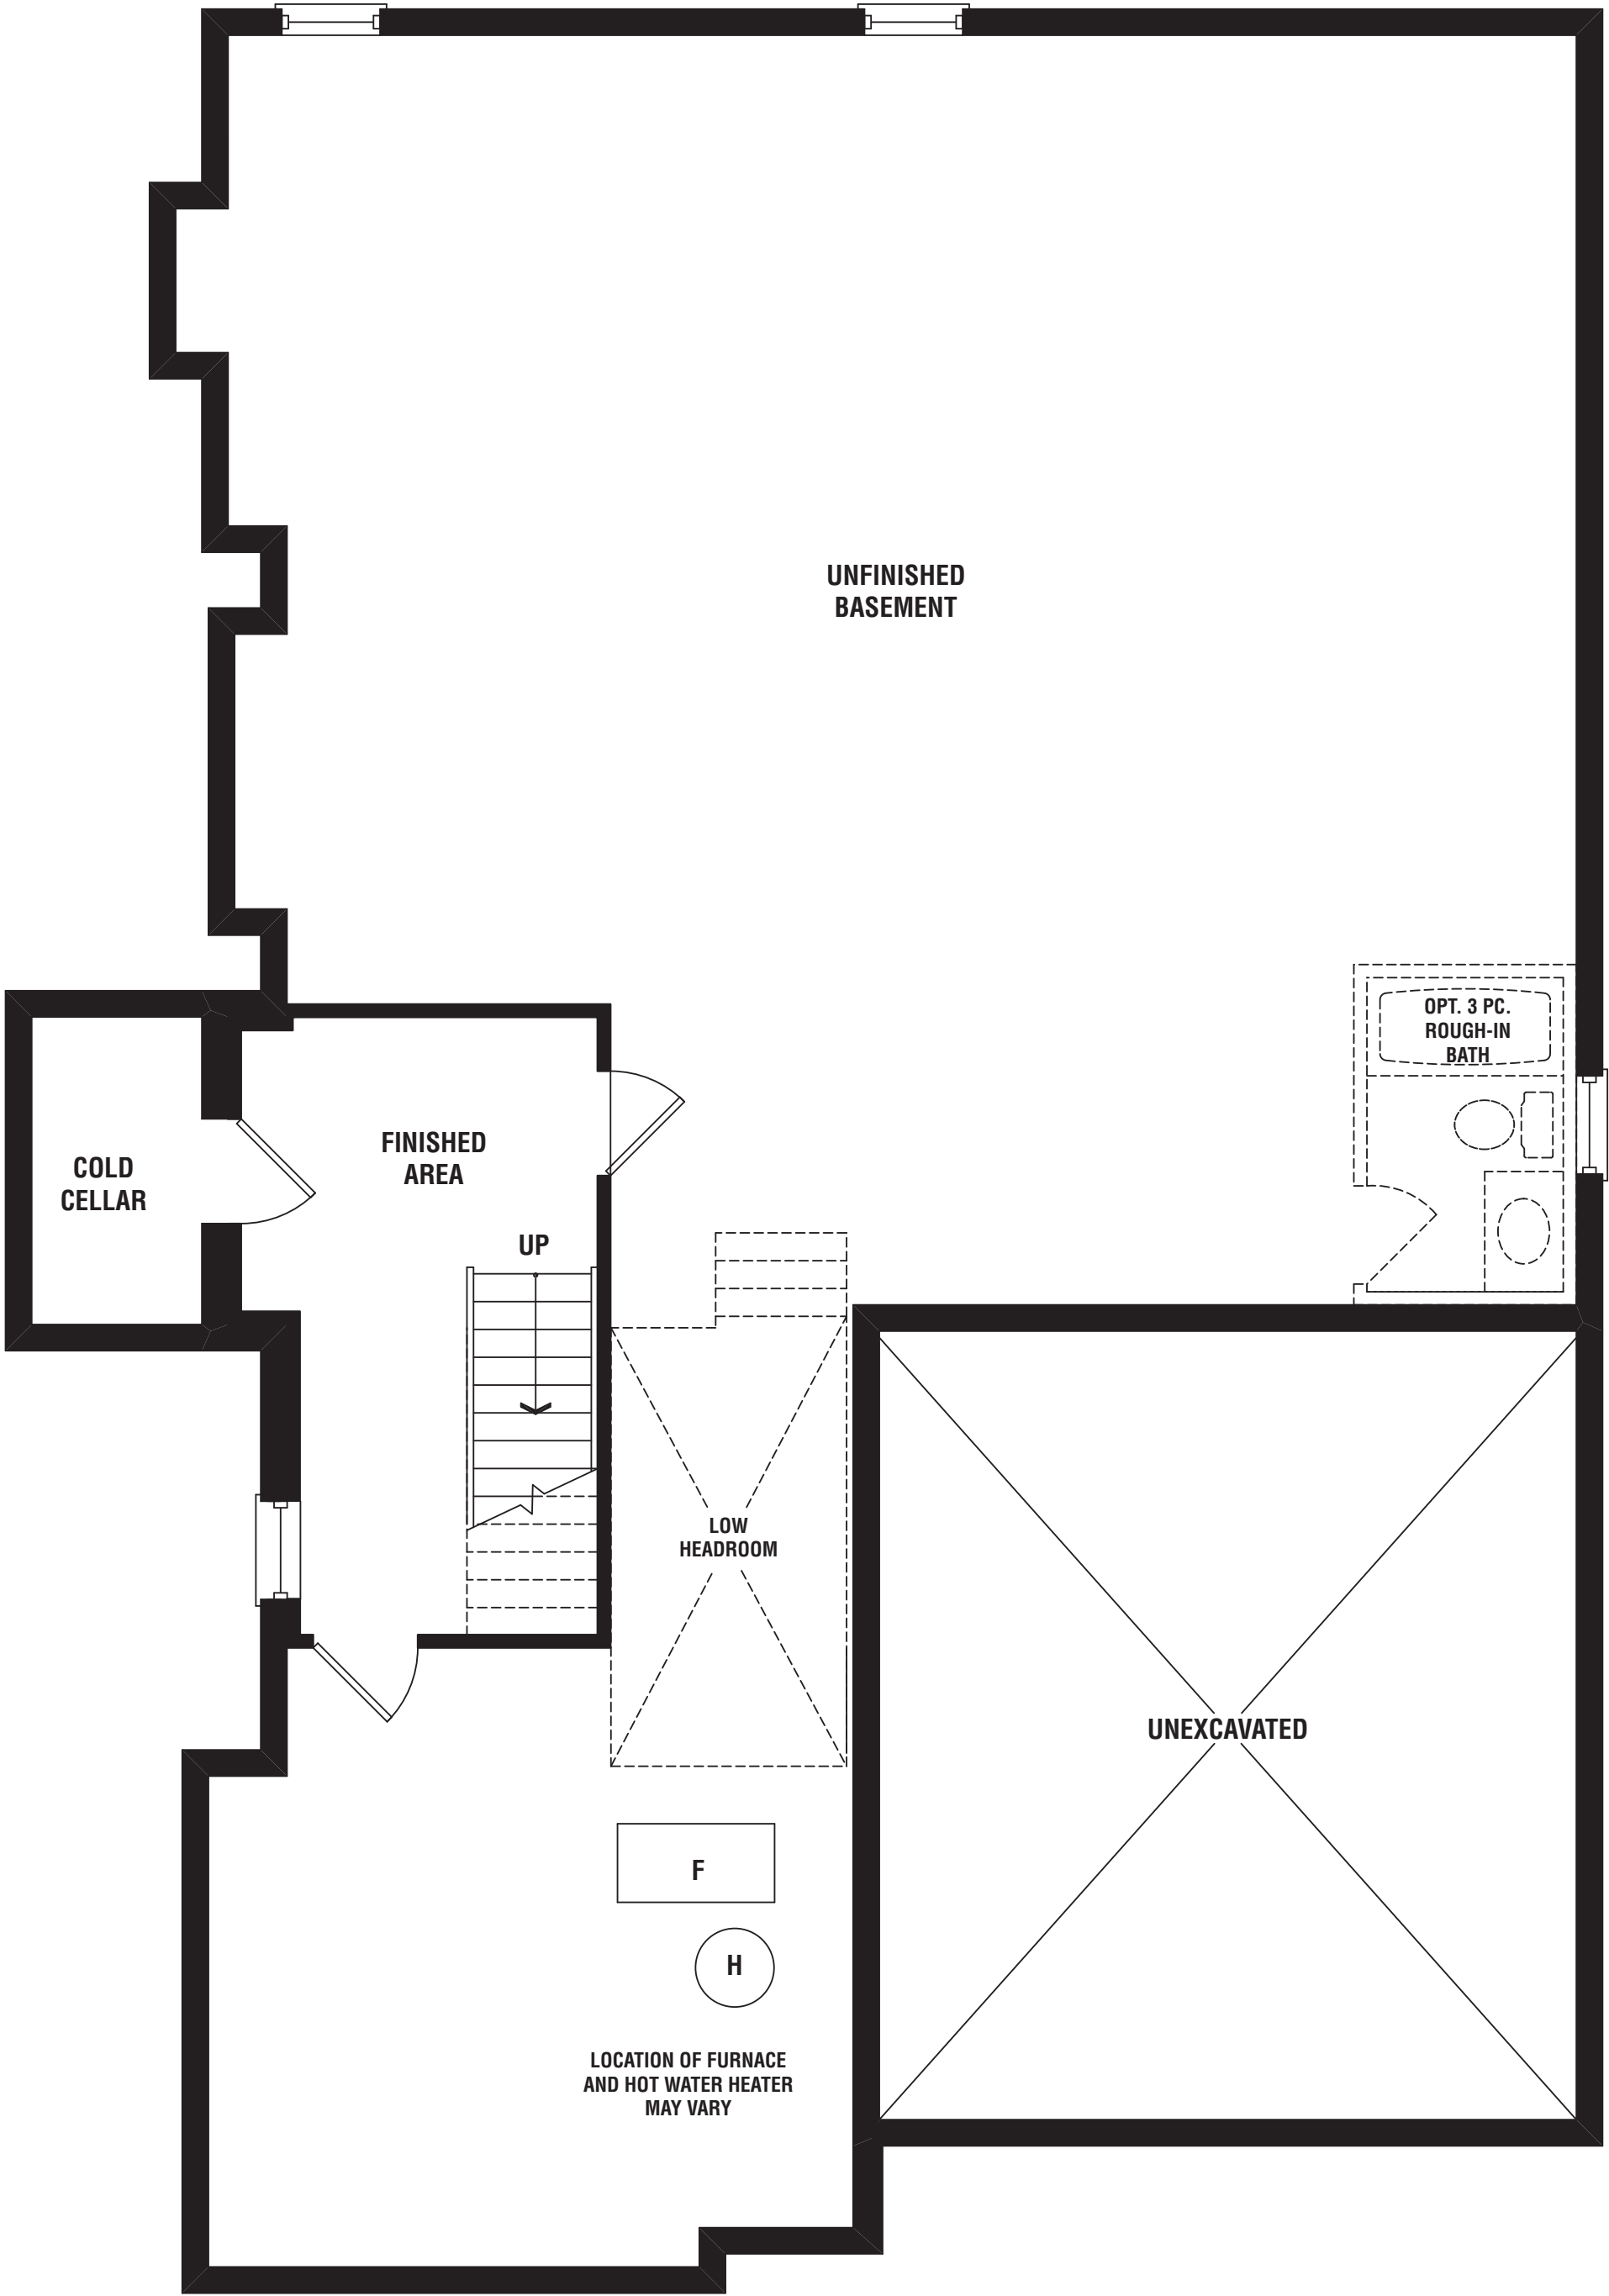 UNFINISHED
BASEMENT
OPT. 3 PC.
ROUGH-IN
BATH
FINISHED
AREA
COLD
CELLAR
UP
LOW
HEADROOM
UNEXCAVATED
F
H
LOCATION OF FURNACE
AND HOT WATER HEATER
MAY VARY